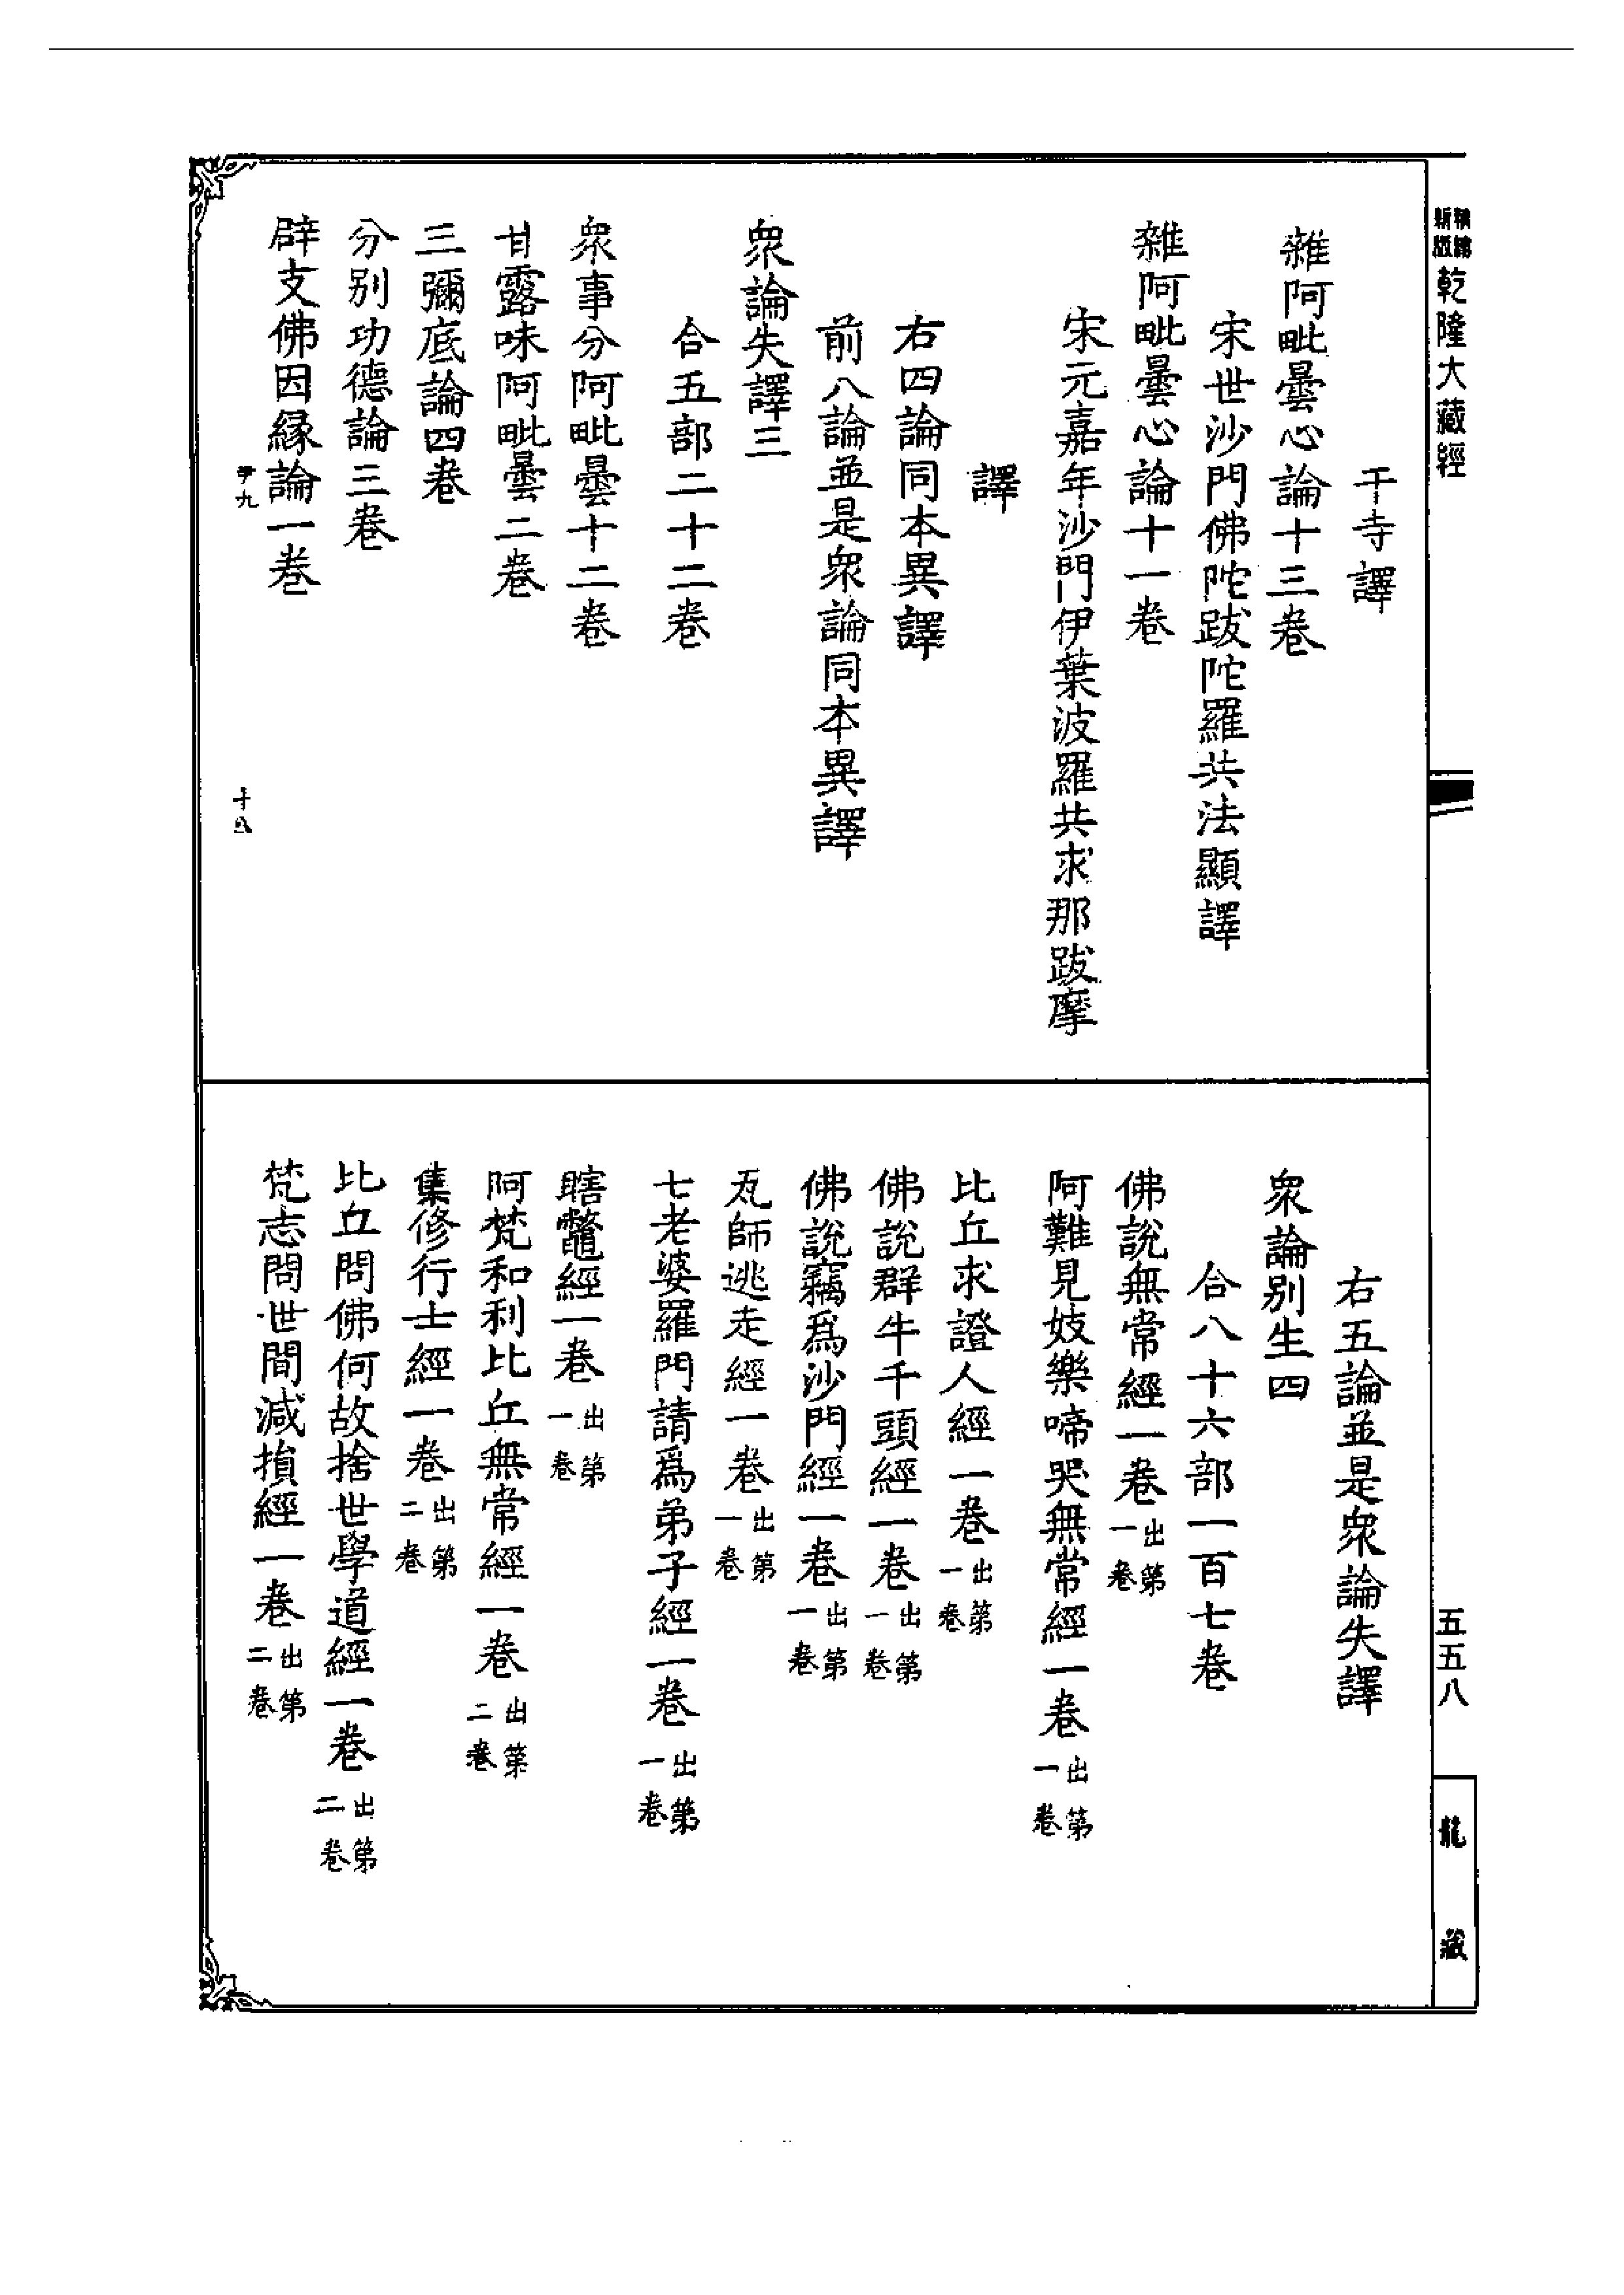 新編
縮版
乾隆大藏經
五五八
龍藏
干寺譯
雜阿毗曇心論十三卷
宋世沙門佛陀跋陀羅共法顯譯
雜阿毗曇心論十一卷
宋元嘉年沙門伊葉波羅共求那跋摩
譯
右四論同本異譯
前八論並是衆論同本異譯
衆論失譯三
合五部二十二卷
衆事分阿毗曇十二卷
甘露味阿毗曇二卷
三彌底論四卷
分别功德論三卷
辟支佛因縁論一卷
十八
右五論並是衆論失譯
衆論别生四
合八十六部一百七卷
佛說無常經一卷出第一卷
阿難見妓樂啼哭無常經一卷出第一卷
比丘求證人經一卷出第一卷
佛說群牛千頭經一卷出第一卷
佛說竊爲沙門經一卷出第一卷
瓦師逃走經一卷出第一卷
七老婆羅門請爲弟子經一卷出第一卷
瞎鼈經一卷出第一卷
阿梵和利比丘無常經一卷出第二卷
集修行士經一卷出第二卷
比丘問佛何故捨世學道經一卷出第二卷
梵志問世間減損經一卷出第二卷